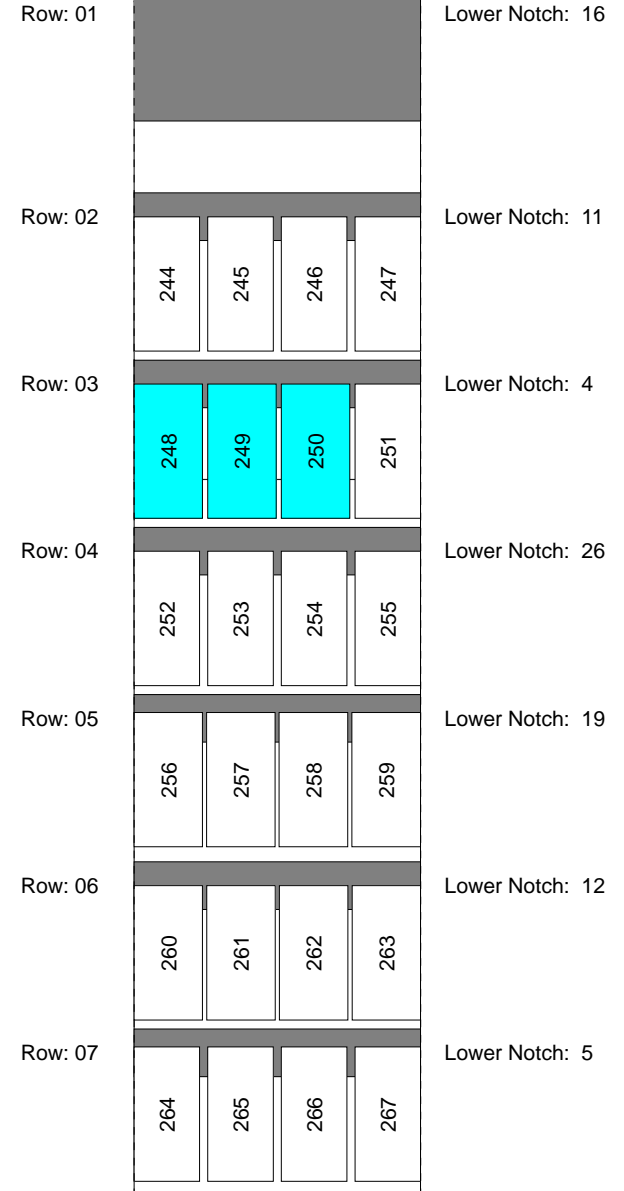 Row: 01 Lower Notch: 16
Row: 02 Lower Notch: 11
244 245 246 247
Row: 03 Lower Notch: 4
248 249 250 251
Row: 04 Lower Notch: 26
252 253 254 255
Row: 05 Lower Notch: 19
256 257 258 259
Row: 06 Lower Notch: 12
260 261 262 263
Row: 07 Lower Notch: 5
264 265 266 267